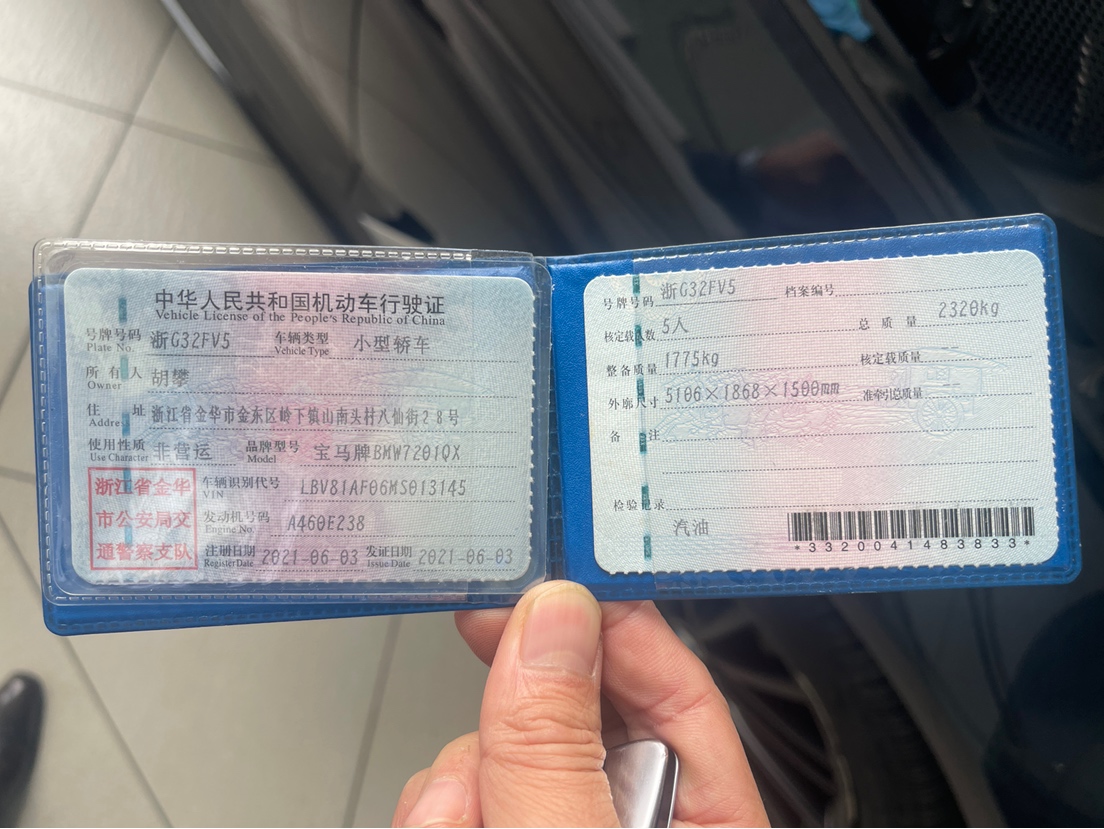 中华人民共和国机动车行驶证
Vehicle License of the People's Republic of China
号牌号码 浙G32FV5 车辆类型 小型轿车
Plate No. Vehicle Type
所有人 胡攀
Owner
住址 浙江省金华市金东区岭下镇山南头村八仙街28号
Addre
使用性质 非营运 品牌型号 宝马牌BMW7201QX
Use Character Model
浙江省金华
市公安局交
通警察支队
车辆识别代号 LBV81AF06MS013145
VIN
发动机号码 A460E238
Engine No.
注册日期 2021-06-03 发证日期 2021-06-03
Register Date Issue Date
号牌号码 浙G32FV5 档案编号
核定载人数 5人 总质量 2320kg
整备质量 1775kg 核定载质量 --
外廓尺寸 5106×1868×1500mm 准牵引总质量 --
备注
检验记录
汽油
*3320041483833*